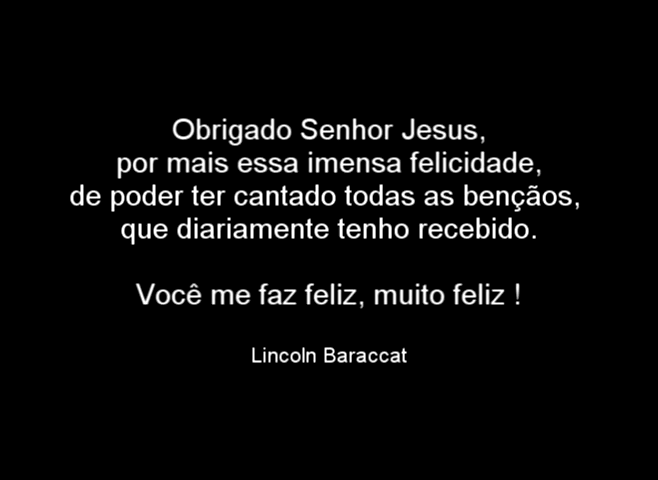 Obrigado Senhor Jesus,
por mais essa imensa felicidade,
de poder ter cantado todas as bençãos,
que diariamente tenho recebido.
Você me faz feliz, muito feliz !
Lincoln Baraccat